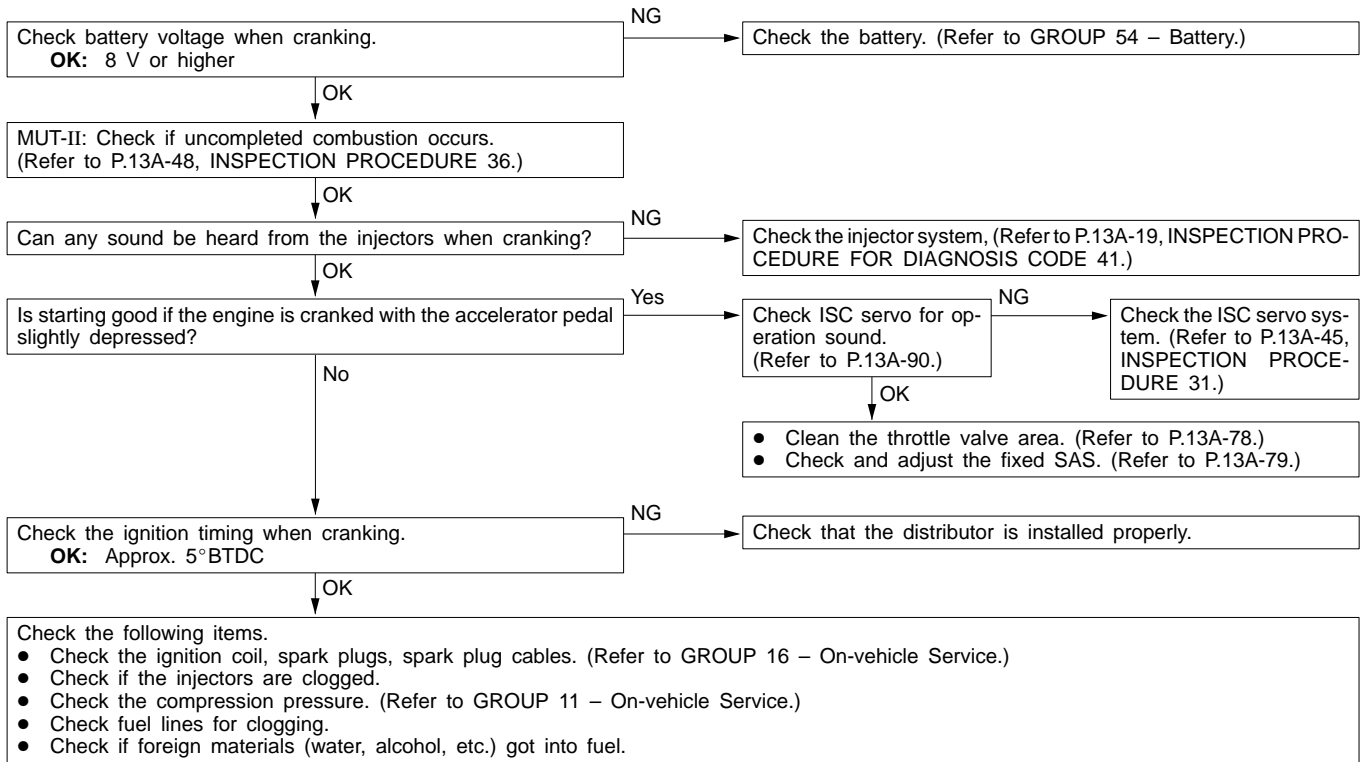 Check battery voltage when cranking.
OK: 8 V or higher
NG
Check the battery. (Refer to GROUP 54 – Battery.)
OK
MUT-II: Check if uncompleted combustion occurs.
(Refer to P.13A-48, INSPECTION PROCEDURE 36.)
OK
Can any sound be heard from the injectors when cranking?
NG
Check the injector system, (Refer to P.13A-19, INSPECTION PRO-
CEDURE FOR DIAGNOSIS CODE 41.)
OK
Is starting good if the engine is cranked with the accelerator pedal
slightly depressed?
Yes
Check ISC servo for op-
eration sound.
(Refer to P.13A-90.)
NG
Check the ISC servo sys-
tem. (Refer to P.13A-45,
INSPECTION PROCE-
DURE 31.)
OK
● Clean the throttle valve area. (Refer to P.13A-78.)
● Check and adjust the fixed SAS. (Refer to P.13A-79.)
No
Check the ignition timing when cranking.
OK: Approx. 5°BTDC
NG
Check that the distributor is installed properly.
OK
Check the following items.
● Check the ignition coil, spark plugs, spark plug cables. (Refer to GROUP 16 – On-vehicle Service.)
● Check if the injectors are clogged.
● Check the compression pressure. (Refer to GROUP 11 – On-vehicle Service.)
● Check fuel lines for clogging.
● Check if foreign materials (water, alcohol, etc.) got into fuel.